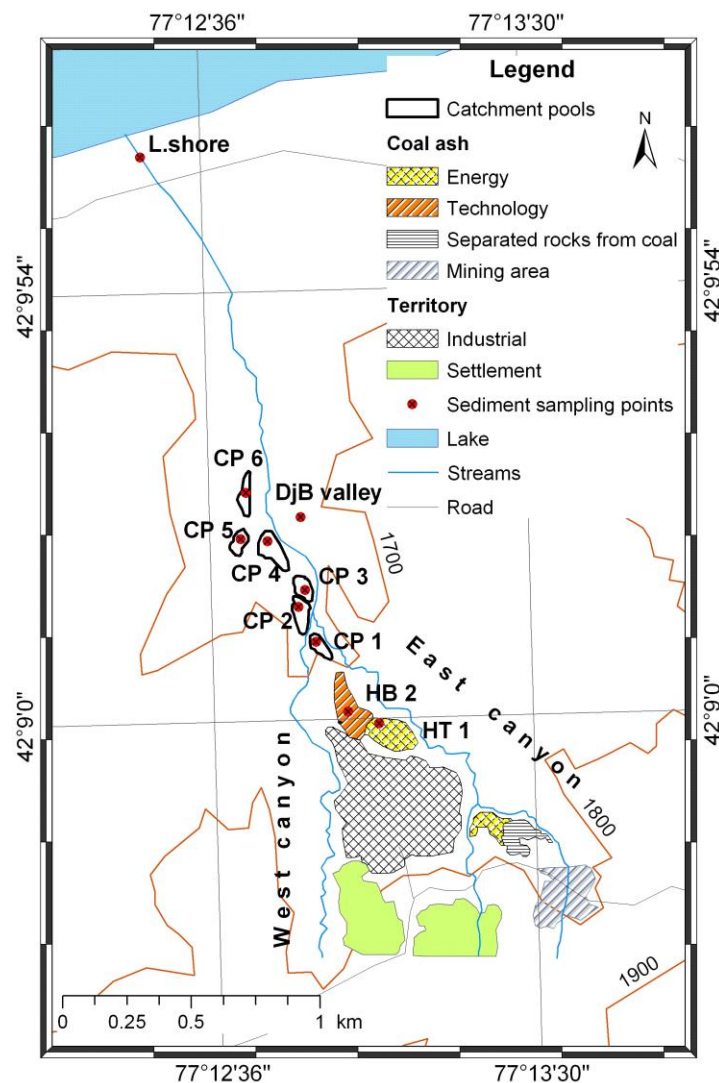 77°12'36"
77°13'30"
Legend
Catchment pools
Coal ash
Energy
Technology
Separated rocks from coal
Mining area
Territory
Industrial
Settlement
Sediment sampling points
Lake
Streams
Road
N
L.shore
42°9'54"
42°9'54"
CP 6
DjB valley
CP 5
CP 4
CP 3
1700
CP 2
CP 1
East canyon
HB 2
HT 1
42°9'0"
42°9'0"
West canyon
1800
1900
0 0.25 0.5 1 km
77°12'36"
77°13'30"